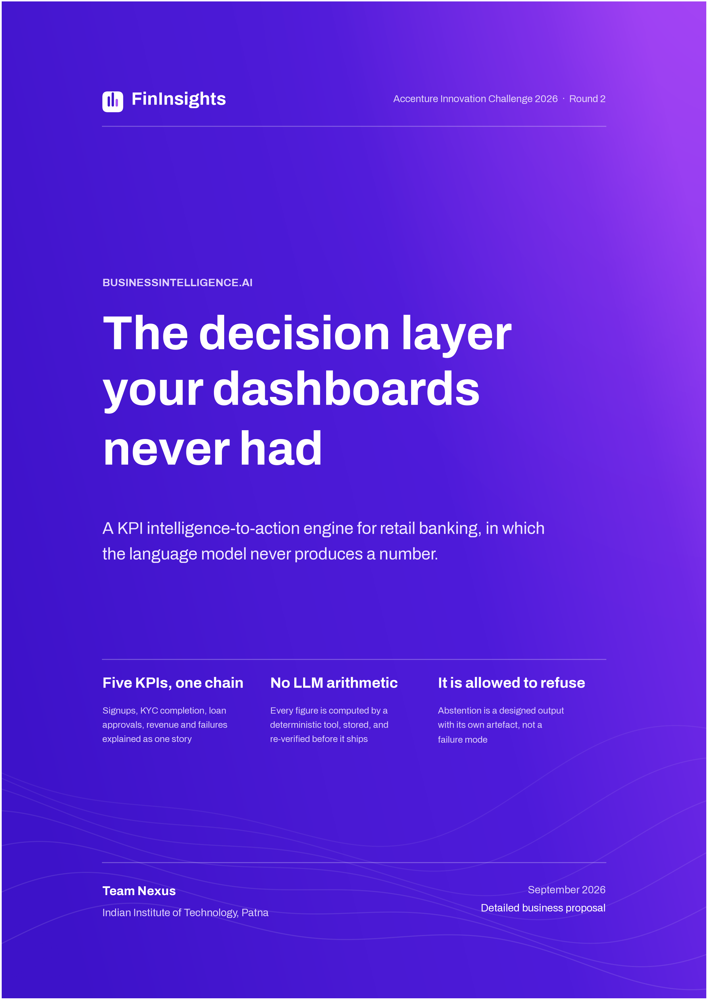 FinInsights
Accenture Innovation Challenge 2026 · Round 2
BUSINESSINTELLIGENCE.AI
The decision layer
your dashboards
never had
A KPI intelligence-to-action engine for retail banking, in which
the language model never produces a number.
Five KPIs, one chain
Signups, KYC completion, loan
approvals, revenue and failures
explained as one story
No LLM arithmetic
Every figure is computed by a
deterministic tool, stored, and
re-verified before it ships
It is allowed to refuse
Abstention is a designed output
with its own artefact, not a
failure mode
Team Nexus
Indian Institute of Technology, Patna
September 2026
Detailed business proposal